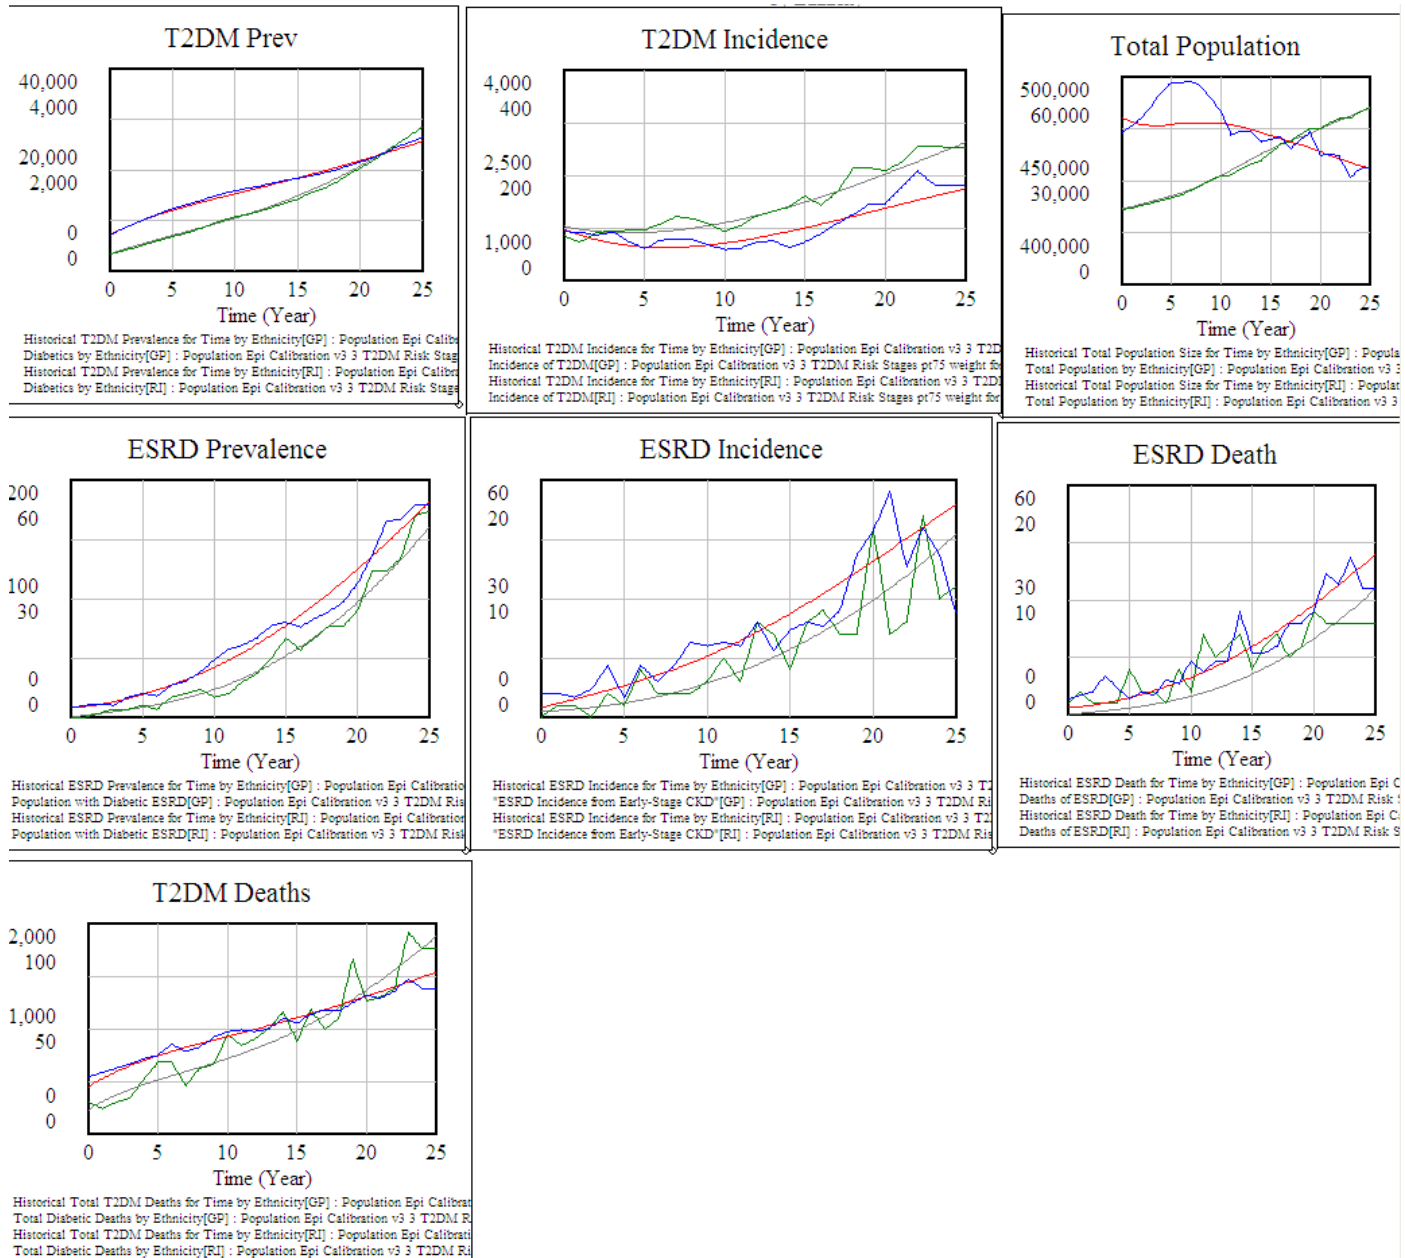 T2DM Prev
40,000
4,000
20,000
2,000
0
0
0 5 10 15 20 25
Time (Year)
Historical T2DM Prevalence for Time by Ethnicity[GP] : Population Epi Calib
Diabetics by Ethnicity[GP] : Population Epi Calibration v3 3 T2DM Risk Stag
Historical T2DM Prevalence for Time by Ethnicity[RI] : Population Epi Calibra
Diabetics by Ethnicity[RI] : Population Epi Calibration v3 3 T2DM Risk Stage
T2DM Incidence
4,000
400
2,500
200
1,000
0
0 5 10 15 20 25
Time (Year)
Historical T2DM Incidence for Time by Ethnicity[GP] : Population Epi Calibration v3 3 T2D
Incidence of T2DM[GP] : Population Epi Calibration v3 3 T2DM Risk Stages pt75 weight for
Historical T2DM Incidence for Time by Ethnicity[RI] : Population Epi Calibration v3 3 T2D
Incidence of T2DM[RI] : Population Epi Calibration v3 3 T2DM Risk Stages pt75 weight for
Total Population
500,000
60,000
450,000
30,000
400,000
0
0 5 10 15 20 25
Time (Year)
Historical Total Population Size for Time by Ethnicity[GP] : Popula
Total Population by Ethnicity[GP] : Population Epi Calibration v3 3
Historical Total Population Size for Time by Ethnicity[RI] : Populat
Total Population by Ethnicity[RI] : Population Epi Calibration v3 3
ESRD Prevalence
200
60
100
30
0
0
0 5 10 15 20 25
Time (Year)
Historical ESRD Prevalence for Time by Ethnicity[GP] : Population Epi Calibratio
Population with Diabetic ESRD[GP] : Population Epi Calibration v3 3 T2DM Ris
Historical ESRD Prevalence for Time by Ethnicity[RI] : Population Epi Calibration
Population with Diabetic ESRD[RI] : Population Epi Calibration v3 3 T2DM Risk
ESRD Incidence
60
20
30
10
0
0
0 5 10 15 20 25
Time (Year)
Historical ESRD Incidence for Time by Ethnicity[GP] : Population Epi Calibration v3 3 T2
"ESRD Incidence from Early-Stage CKD"[GP] : Population Epi Calibration v3 3 T2DM Ri
Historical ESRD Incidence for Time by Ethnicity[RI] : Population Epi Calibration v3 3 T2
"ESRD Incidence from Early-Stage CKD"[RI] : Population Epi Calibration v3 3 T2DM Ris
ESRD Death
60
20
30
10
0
0
0 5 10 15 20 25
Time (Year)
Historical ESRD Death for Time by Ethnicity[GP] : Population Epi C
Deaths of ESRD[GP] : Population Epi Calibration v3 3 T2DM Risk S
Historical ESRD Death for Time by Ethnicity[RI] : Population Epi C
Deaths of ESRD[RI] : Population Epi Calibration v3 3 T2DM Risk S
T2DM Deaths
2,000
100
1,000
50
0
0
0 5 10 15 20 25
Time (Year)
Historical Total T2DM Deaths for Time by Ethnicity[GP] : Population Epi Calibrat
Total Diabetic Deaths by Ethnicity[GP] : Population Epi Calibration v3 3 T2DM R
Historical Total T2DM Deaths for Time by Ethnicity[RI] : Population Epi Calibrati
Total Diabetic Deaths by Ethnicity[RI] : Population Epi Calibration v3 3 T2DM Ri